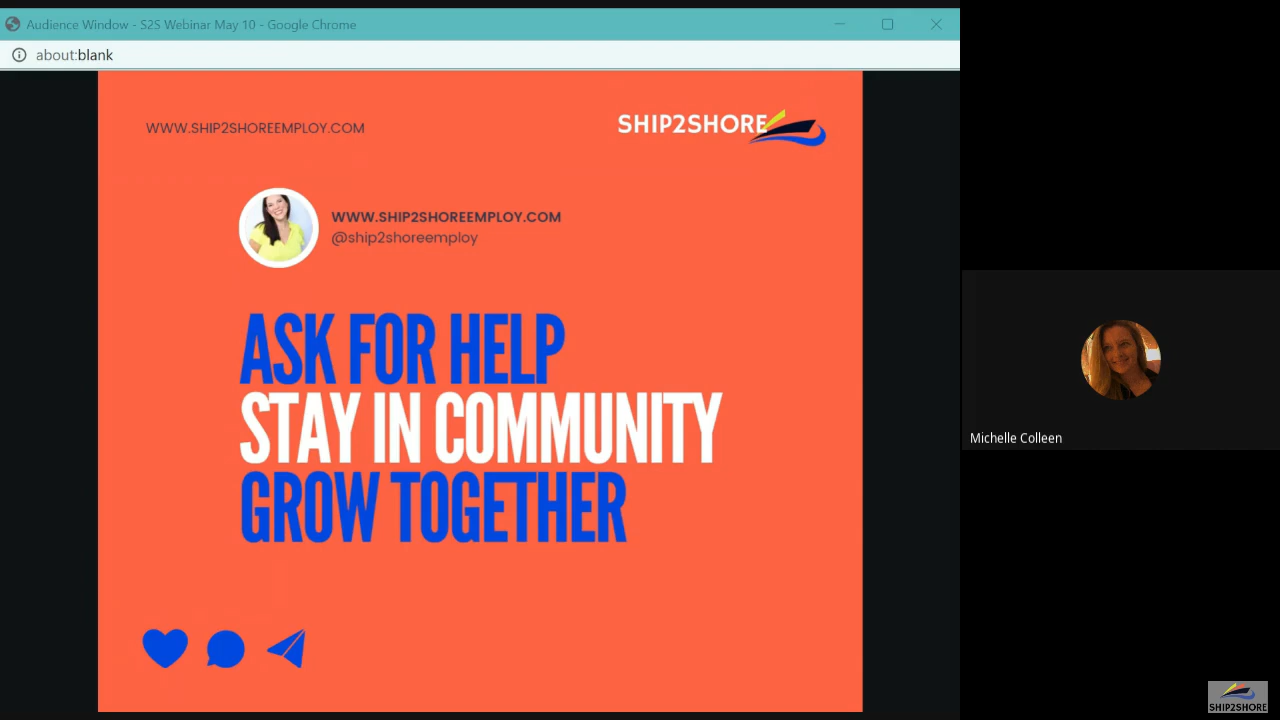 Audience Window - S2S Webinar May 10 - Google Chrome
about:blank
WWW.SHIP2SHOREEMPLOY.COM
SHIP2SHORE
WWW.SHIP2SHOREEMPLOY.COM
@ship2shoreemploy
ASK FOR HELP
STAY IN COMMUNITY
GROW TOGETHER
Michelle Colleen
SHIP2SHORE